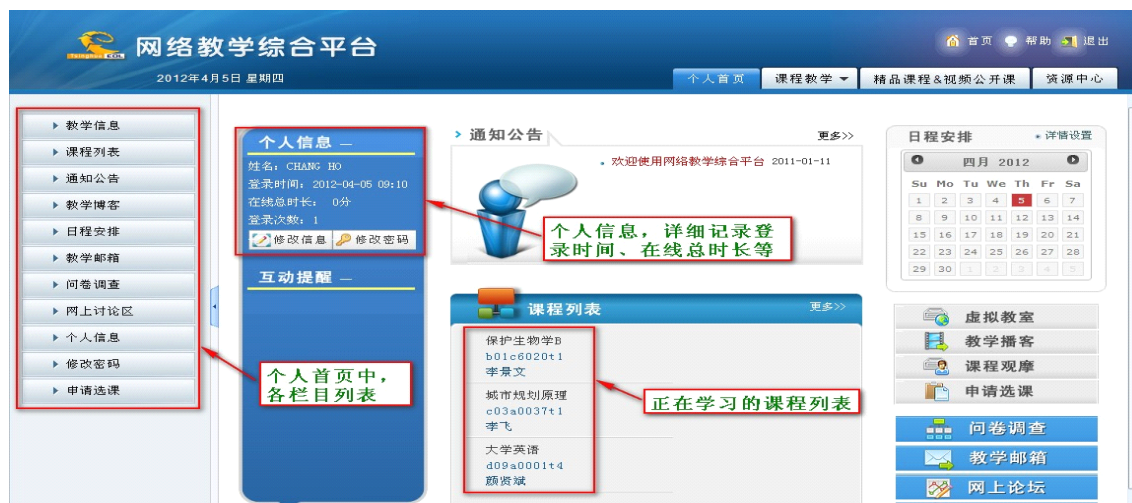 网络教学综合平台
首页 帮助 退出
2012年4月5日 星期四
个人首页 课程教学 精品课程&视频公开课 资源中心
教学信息
课程列表
通知公告
教学博客
日程安排
教学邮箱
问卷调查
网上讨论区
个人信息
修改密码
申请选课
个人首页中，
各栏目列表
个人信息
姓名：CHANG HO
登录时间：2012-04-05 09:10
在线总时长： 0分
登录次数：1
修改信息 修改密码
互动提醒
通知公告 更多>>
欢迎使用网络教学综合平台 2011-01-11
个人信息，详细记录登
录时间、在线总时长等
课程列表 更多>>
保护生物学B
b01c6020t1
李景文
城市规划原理
c03a0037t1
李飞
大学英语
d09a0001t4
颜贤斌
正在学习的课程列表
日程安排 详情设置
四月 2012
Su Mo Tu We Th Fr Sa
1 2 3 4 5 6 7
8 9 10 11 12 13 14
15 16 17 18 19 20 21
22 23 24 25 26 27 28
29 30 1 2 3 4 5
虚拟教室
教学播客
课程观摩
申请选课
问卷调查
教学邮箱
网上论坛